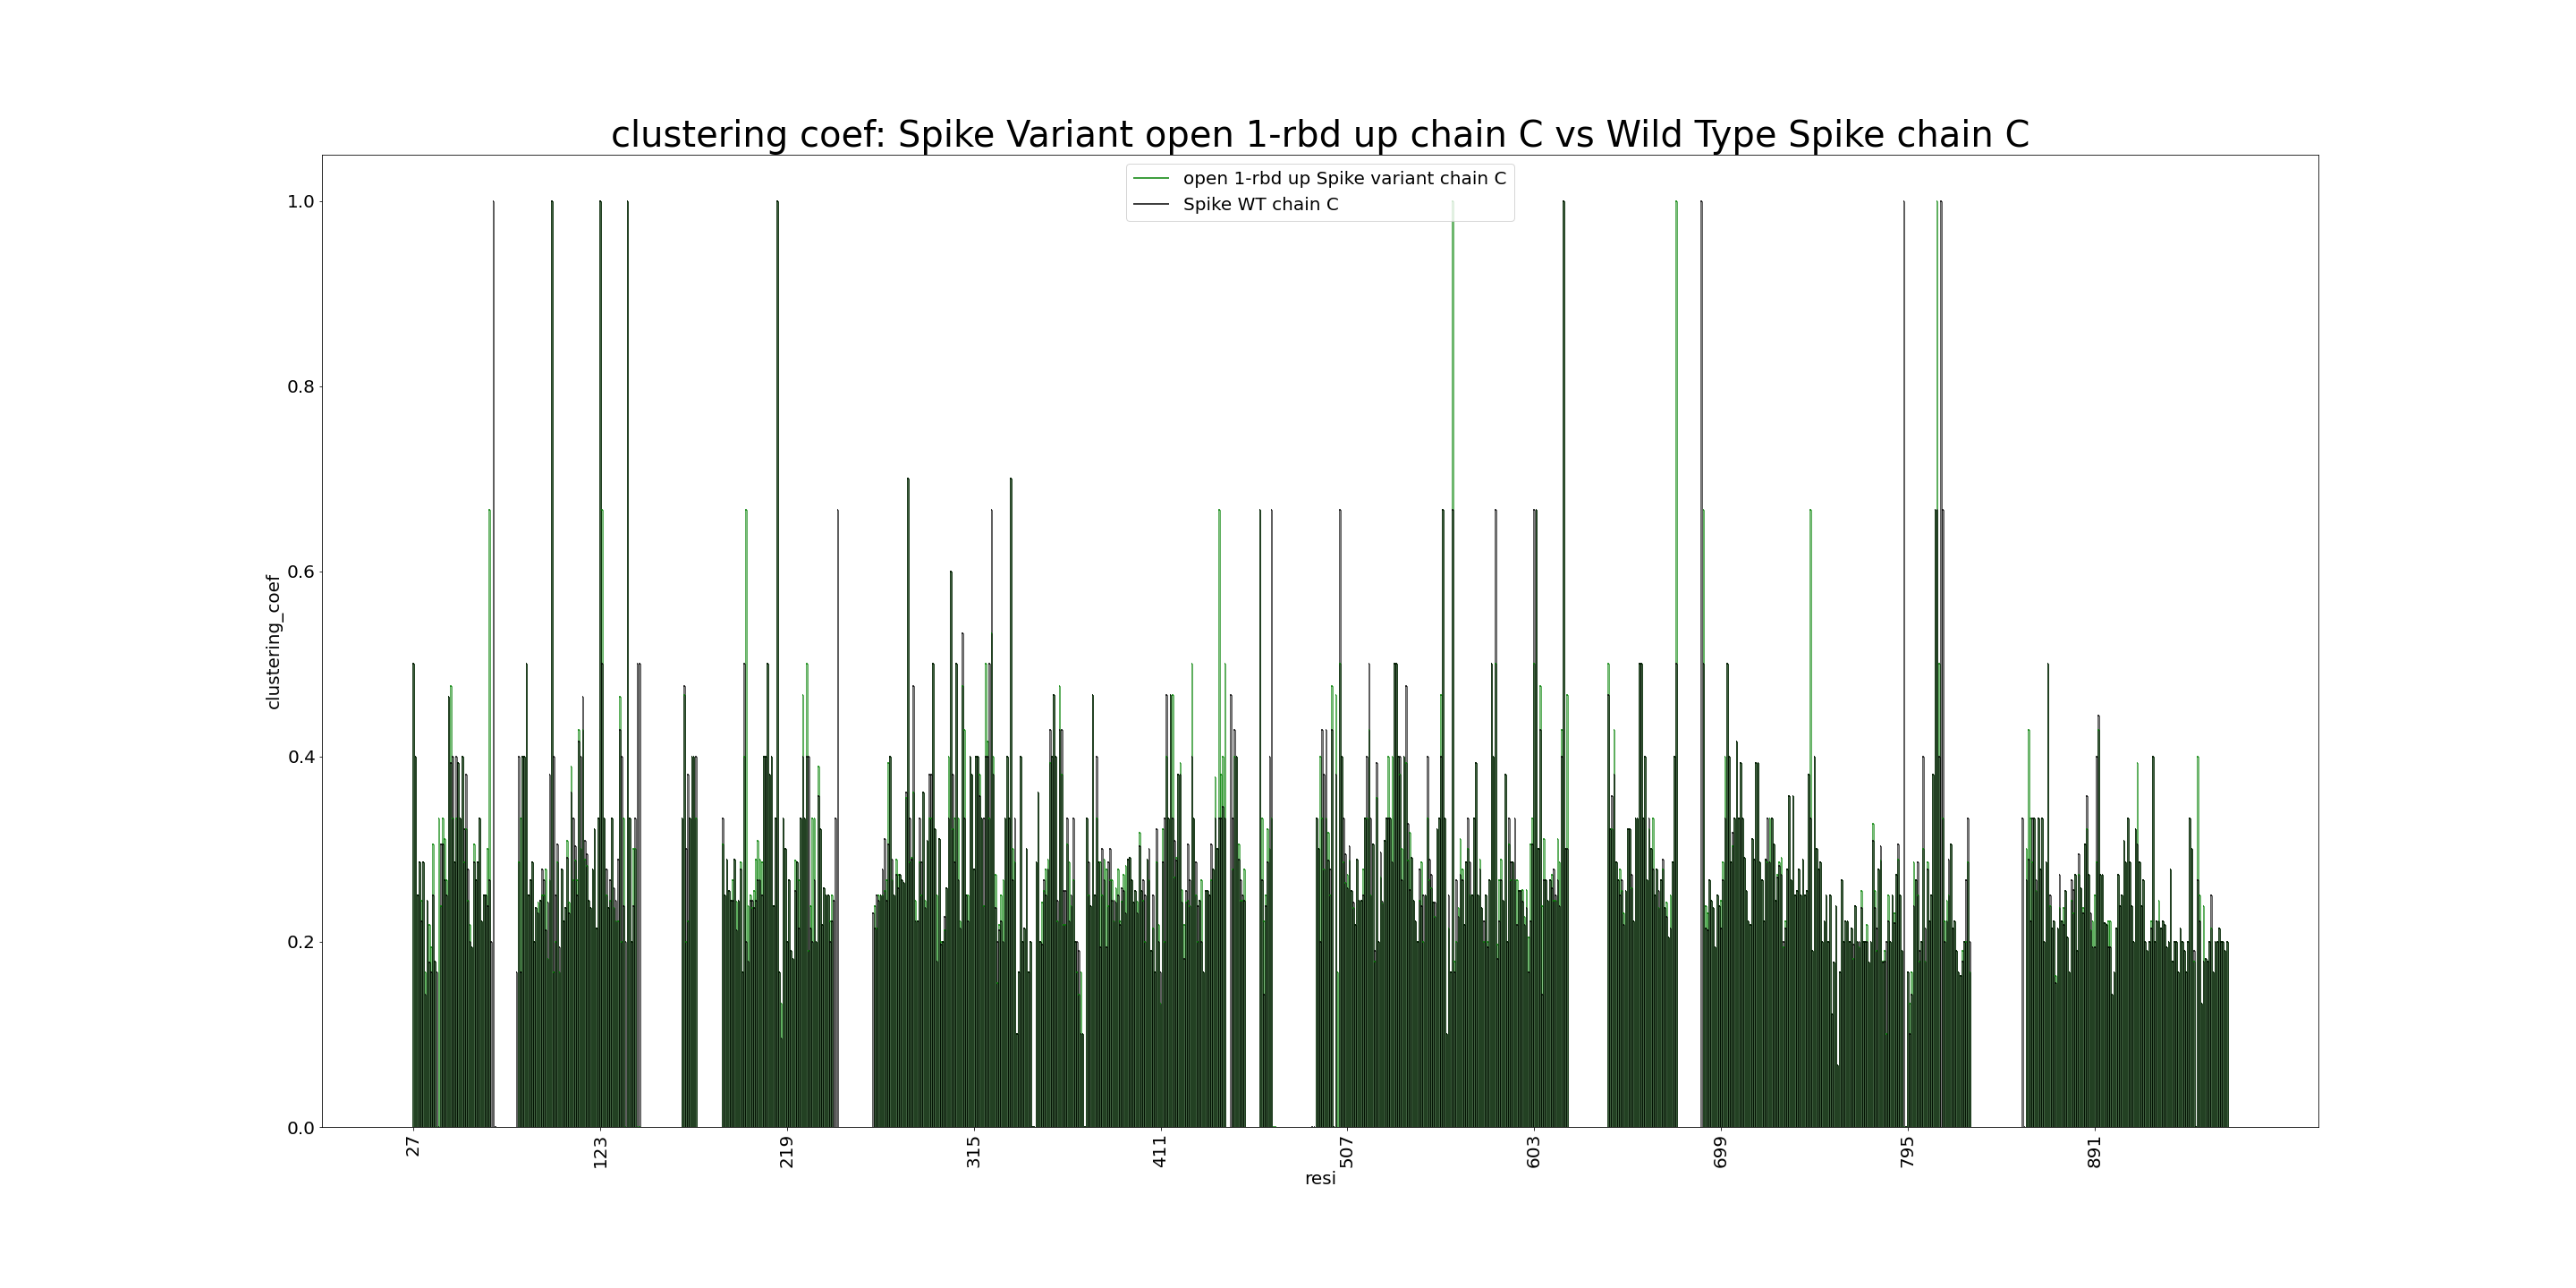 clustering coef: Spike Variant open 1-rbd up chain C vs Wild Type Spike chain C
open 1-rbd up Spike variant chain C
Spike WT chain C
clustering_coef
1.0
0.8
0.6
0.4
0.2
0.0
27 123 219 315 411 507 603 699 795 891
resi